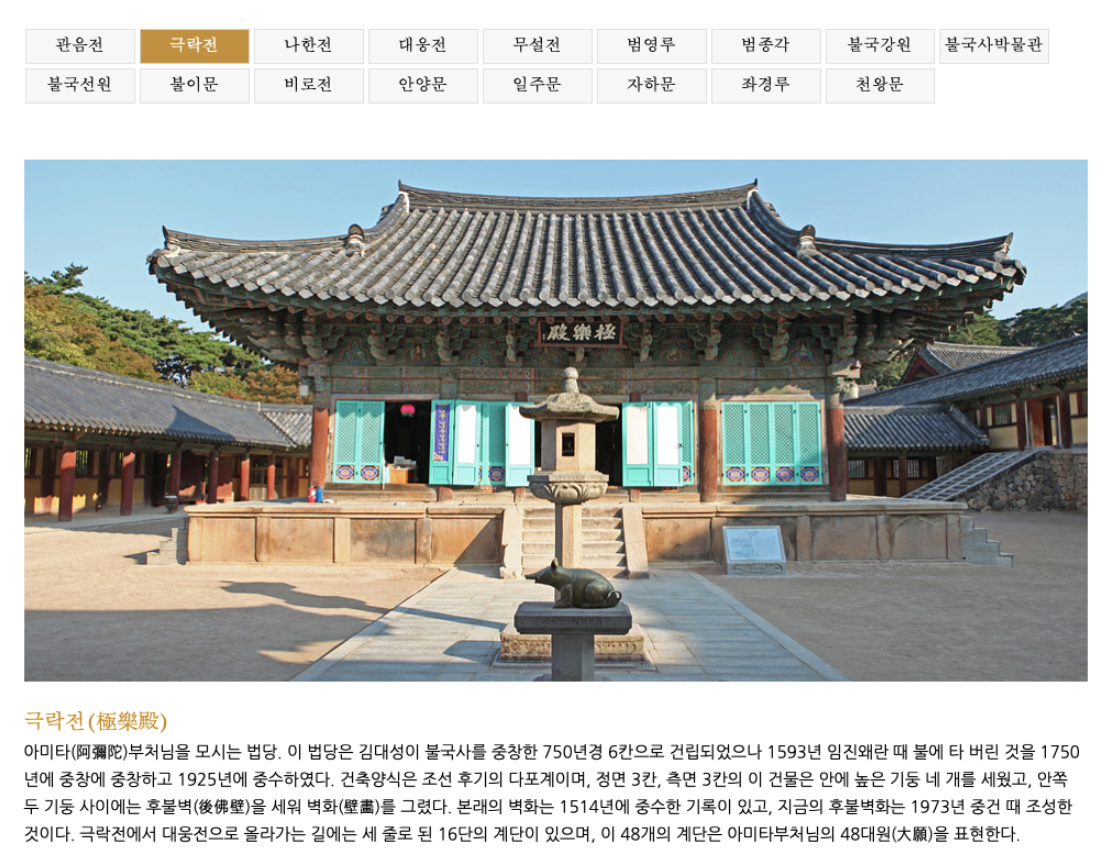 관음전 극락전 나한전 대웅전 무설전 범영루 범종각 불국강원 불국사박물관
불국선원 불이문 비로전 안양문 일주문 자하문 좌경루 천왕문
殿樂極
극락전(極樂殿)
아미타(阿彌陀)부처님을 모시는 법당. 이 법당은 김대성이 불국사를 중창한 750년경 6칸으로 건립되었으나 1593년 임진왜란 때 불에 타 버린 것을 1750
년에 중창에 중창하고 1925년에 중수하였다. 건축양식은 조선 후기의 다포계이며, 정면 3칸, 측면 3칸의 이 건물은 안에 높은 기둥 네 개를 세웠고, 안쪽
두 기둥 사이에는 후불벽(後佛壁)을 세워 벽화(壁畵)를 그렸다. 본래의 벽화는 1514년에 중수한 기록이 있고, 지금의 후불벽화는 1973년 중건 때 조성한
것이다. 극락전에서 대웅전으로 올라가는 길에는 세 줄로 된 16단의 계단이 있으며, 이 48개의 계단은 아미타부처님의 48대원(大願)을 표현한다.